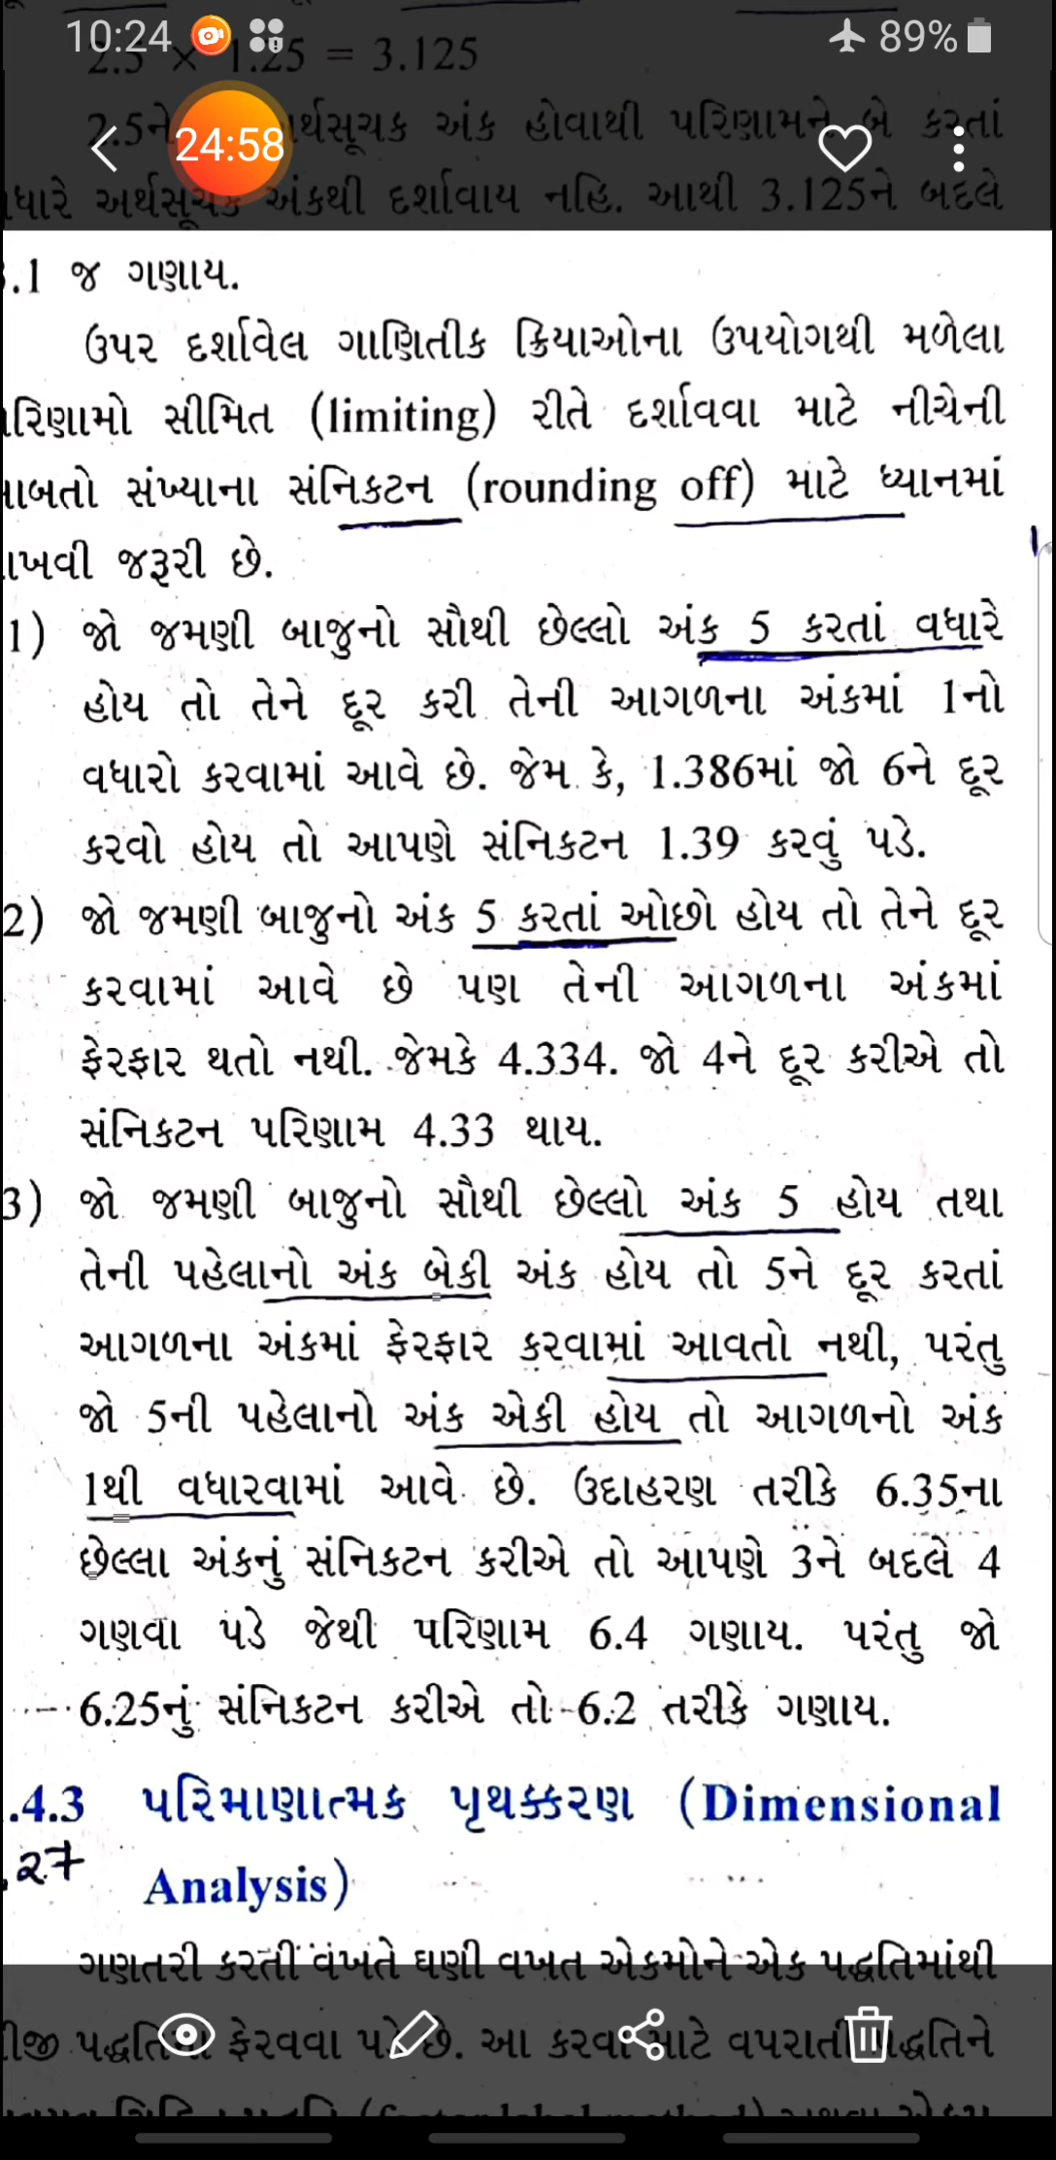 10:24 89%
2.5 × 1.25 = 3.125
24:58
2.5ને અંક હોવાથી પરિણામને બે કરતાં
અર્થસૂચક અંકથી દર્શાવાય નહિ. આથી 3.125ને બદલે
.1 જ ગણાય.
ઉપર દર્શાવેલ ગાણિતીક ક્રિયાઓના ઉપયોગથી મળેલા
સીમિત (limiting) રીતે દર્શાવવા માટે નીચેની
સંખ્યાના સંનિકટન (rounding off) માટે ધ્યાનમાં
જરૂરી છે.
1) જો જમણી બાજુનો સૌથી છેલ્લો અંક 5 કરતાં વધારે
હોય તો તેને દૂર કરી તેની આગળના અંકમાં 1નો
વધારો કરવામાં આવે છે. જેમ કે, 1.386માં જો 6ને દૂર
કરવો હોય તો આપણે સંનિકટન 1.39 કરવું પડે.
2) જો જમણી બાજુનો અંક 5 કરતાં ઓછો હોય તો તેને દૂર
કરવામાં આવે છે પણ તેની આગળના અંકમાં
ફેરફાર થતો નથી. જેમકે 4.334. જો 4ને દૂર કરીએ તો
સંનિકટન પરિણામ 4.33 થાય.
3) જો જમણી બાજુનો સૌથી છેલ્લો અંક 5 હોય તથા
તેની પહેલાનો અંક બેકી અંક હોય તો 5ને દૂર કરતાં
આગળના અંકમાં ફેરફાર કરવામાં આવતો નથી, પરંતુ
જો 5ની પહેલાનો અંક એકી હોય તો આગળનો અંક
1થી વધારવામાં આવે છે. ઉદાહરણ તરીકે 6.35ના
છેલ્લા અંકનું સંનિકટન કરીએ તો આપણે 3ને બદલે 4
ગણવા પડે જેથી પરિણામ 6.4 ગણાય. પરંતુ જો
6.25નું સંનિકટન કરીએ તો 6.2 તરીકે ગણાય.
.4.3 પરિમાણાત્મક પૃથક્કરણ (Dimensional
.27 Analysis)
ગણતરી કરતી વખતે ઘણી વખત એકમોને એક પદ્ધતિમાંથી
ફેરવવા પડે છે. આ કરવા માટે વપરાતી પદ્ધતિને